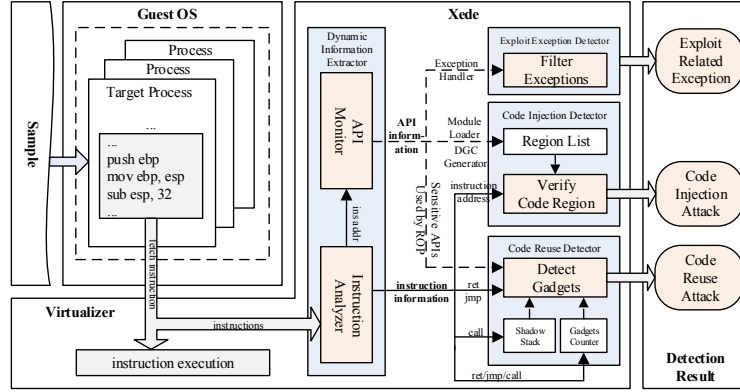 Guest OS
Xede
Process
Process
Target Process
...
...
push ebp
mov ebp, esp
sub esp, 32
...
Sample
fetch instruction
Virtualizer
instructions
instruction execution
Dynamic
Information
Extractor
API
Monitor
ins addr
Instruction
Analyzer
API
inform-
ation
instruction
information
Exception
Handler
Module
Loader
DGC
Generator
instruction
address
Sensitive APIs
Used by ROP
ret
jmp
call
ret/jmp/call
Exploit Exception Detector
Filter
Exceptions
Code Injection Detector
Region List
Verify
Code Region
Code Reuse Detector
Detect
Gadgets
Shadow
Stack
Gadgets
Counter
Exploit
Related
Exception
Code
Injection
Attack
Code
Reuse
Attack
Detection
Result